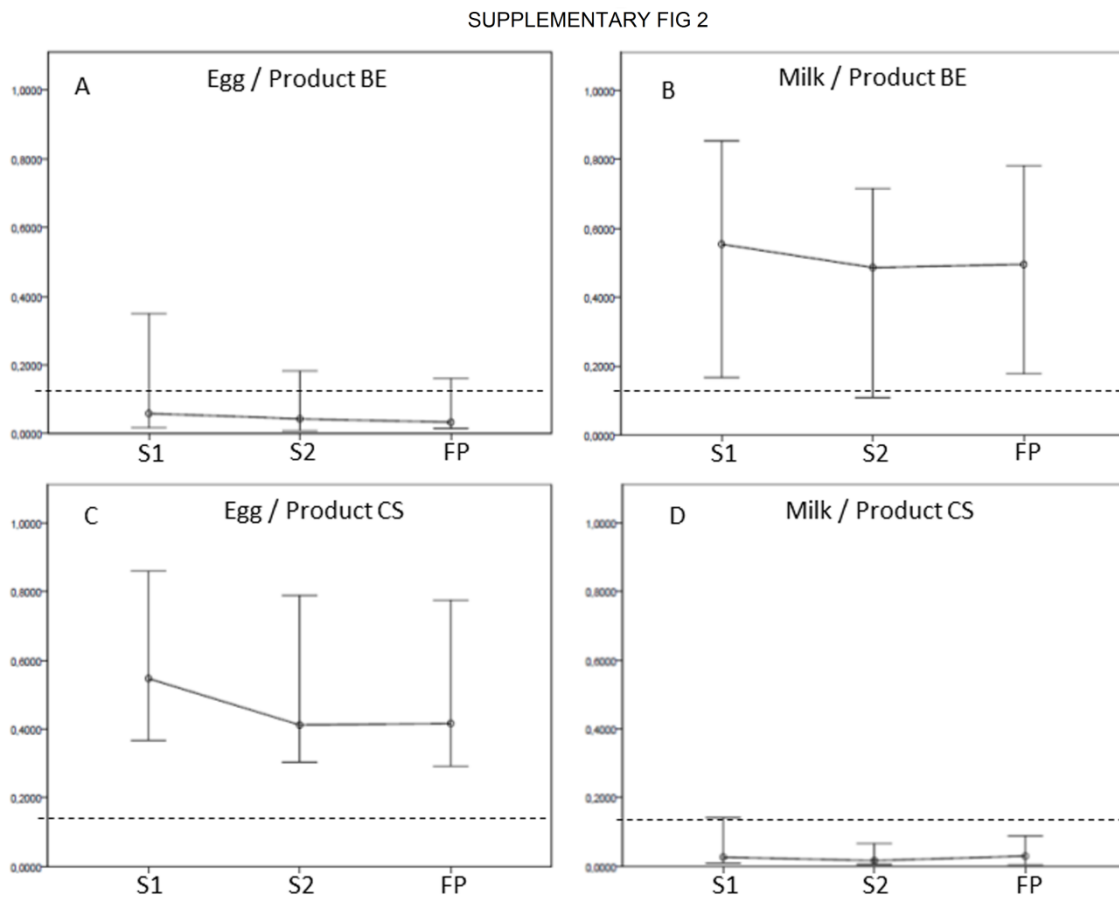 SUPPLEMENTARY FIG 2
A
Egg / Product BE
1,0000
0,8000
0,6000
0,4000
0,2000
0,0000
S1 S2 FP
B
Milk / Product BE
1,0000
0,8000
0,6000
0,4000
0,2000
0,0000
S1 S2 FP
C
Egg / Product CS
1,0000
0,8000
0,6000
0,4000
0,2000
0,0000
S1 S2 FP
D
Milk / Product CS
1,0000
0,8000
0,6000
0,4000
0,2000
0,0000
S1 S2 FP